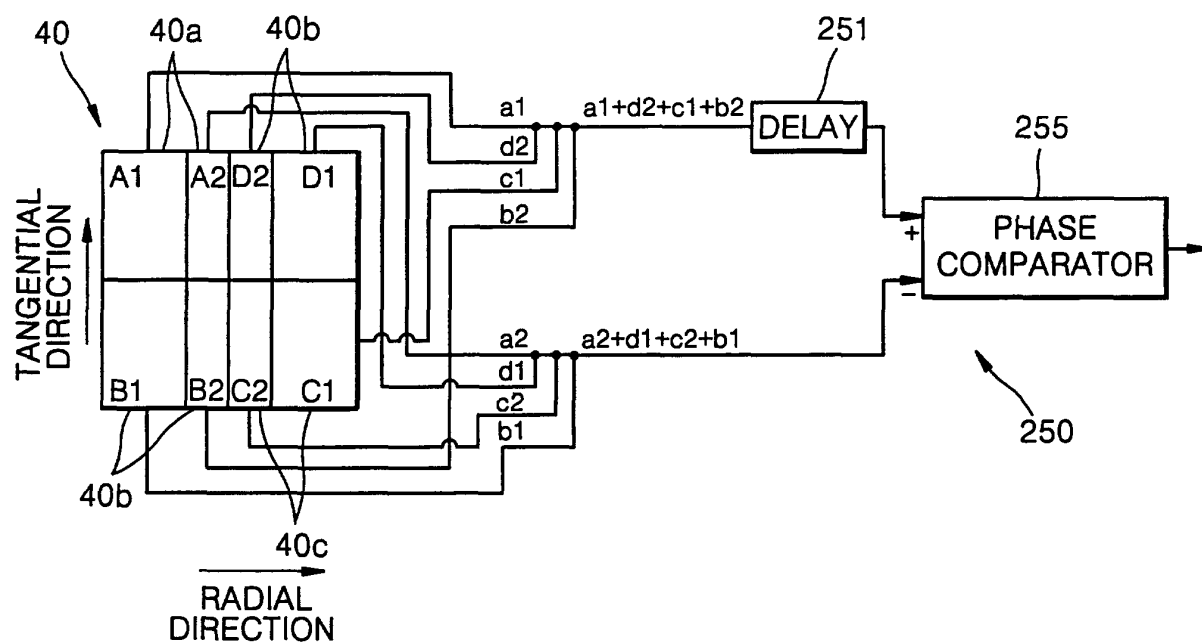 40
40a
40b
251
a1
a1+d2+c1+b2
DELAY
d2
255
A1
A2
D2
D1
c1
b2
+
PHASE
COMPARATOR
−
TANGENTIAL
DIRECTION
a2
a2+d1+c2+b1
d1
B1
B2
C2
C1
c2
b1
250
40b
40c
RADIAL
DIRECTION